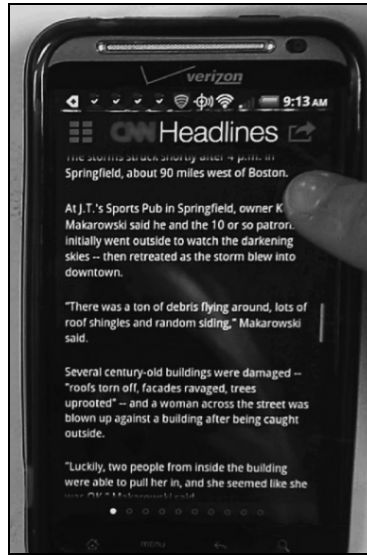 verizon
9:13 AM
CNN Headlines
The storms struck shortly after 4 p.m. in
Springfield, about 90 miles west of Boston.
At J.T.'s Sports Pub in Springfield, owner K
Makarowski said he and the 10 or so patron
initially went outside to watch the darkening
skies -- then retreated as the storm blew into
downtown.
"There was a ton of debris flying around, lots of
roof shingles and random siding," Makarowski
said.
Several century-old buildings were damaged --
"roofs torn off, facades ravaged, trees
uprooted" -- and a woman across the street was
blown up against a building after being caught
outside.
"Luckily, two people from inside the building
were able to pull her in, and she seemed like she
was OK," Makarowski said
menu